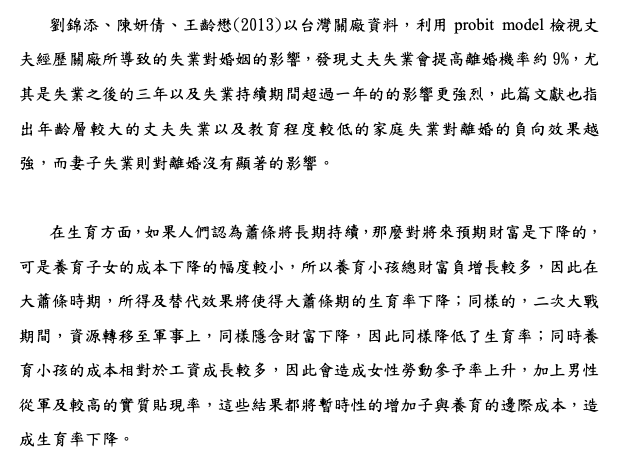 劉錦添、陳妍蒨、王齡懋(2013)以台灣關廠資料，利用 probit model 檢視丈
夫經歷關廠所導致的失業對婚姻的影響，發現丈夫失業會提高離婚機率約 9%，尤
其是失業之後的三年以及失業持續期間超過一年的的影響更強烈，此篇文獻也指
出年齡層較大的丈夫失業以及教育程度較低的家庭失業對離婚的負向效果越
強，而妻子失業則對離婚沒有顯著的影響。
在生育方面，如果人們認為蕭條將長期持續，那麼對將來預期財富是下降的，
可是養育子女的成本下降的幅度較小，所以養育小孩總財富負增長較多，因此在
大蕭條時期，所得及替代效果將使得大蕭條期的生育率下降；同樣的，二次大戰
期間，資源轉移至軍事上，同樣隱含財富下降，因此同樣降低了生育率；同時養
育小孩的成本相對於工資成長較多，因此會造成女性勞動參予率上升，加上男性
從軍及較高的實質貼現率，這些結果都將暫時性的增加子與養育的邊際成本，造
成生育率下降。